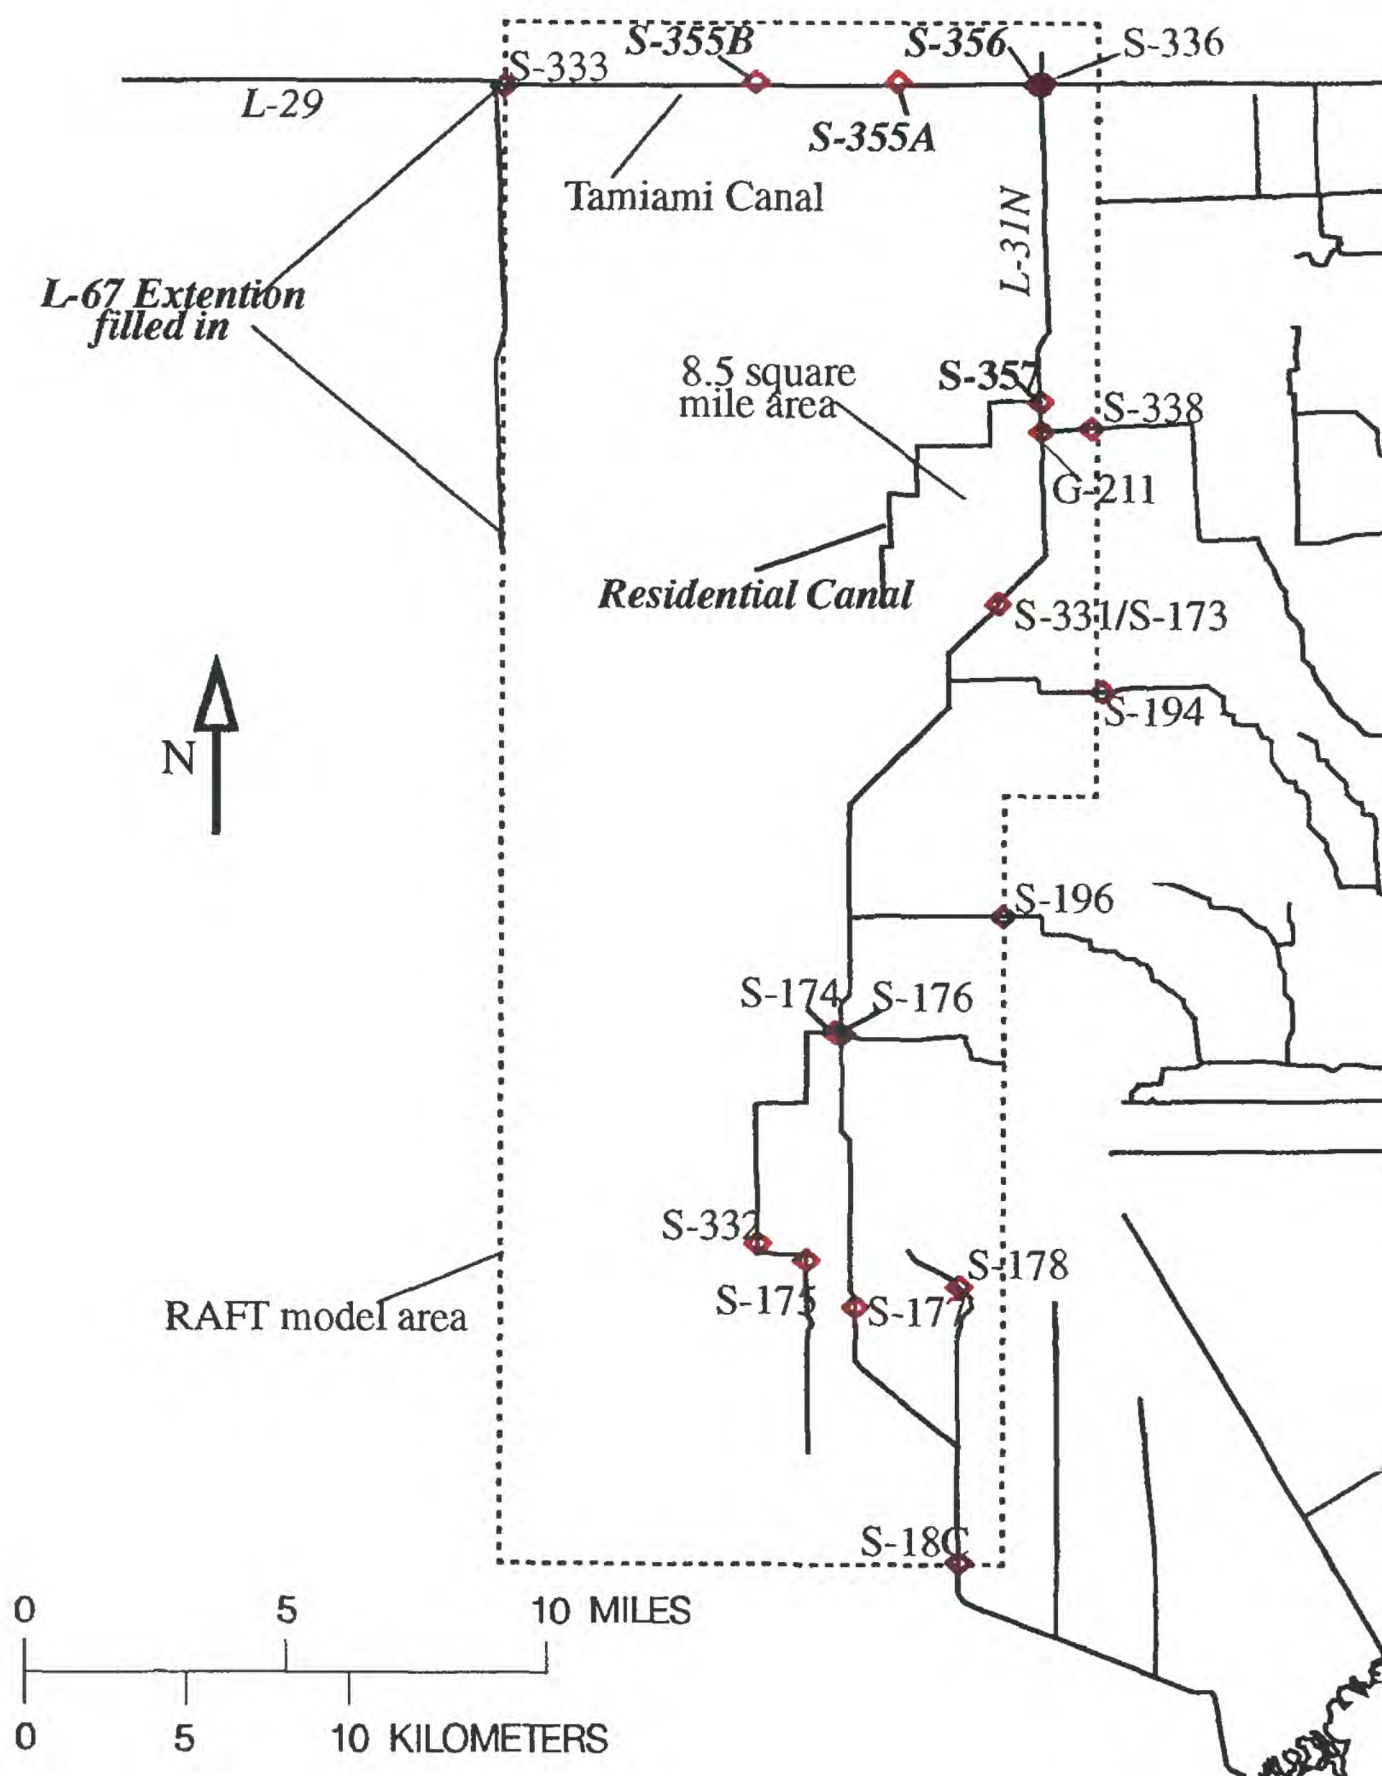 S-355B
S-356
S-336
S-333
L-29
S-355A
Tamiami Canal
L-31N
L-67 Extention
filled in
8.5 square
mile area
S-357
S-338
G-211
Residential Canal
S-331/S-173
S-194
N
S-196
S-174
S-176
S-332
S-178
S-175
S-177
RAFT model area
S-18C
0 5 10 MILES
0 5 10 KILOMETERS